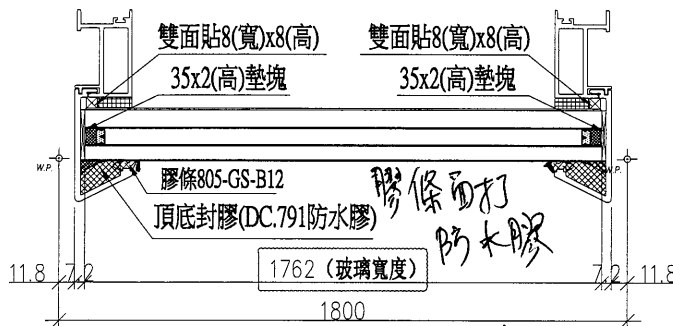 雙面貼8(寬)x8(高)
雙面貼8(寬)x8(高)
35x2(高)墊塊
35x2(高)墊塊
W.P.
W.P.
膠條805-GS-B12
頂底封膠(DC.791防水膠)
膠條面打
防水膠
11.8
7.2
1762 (玻璃寬度)
7.2
11.8
1800